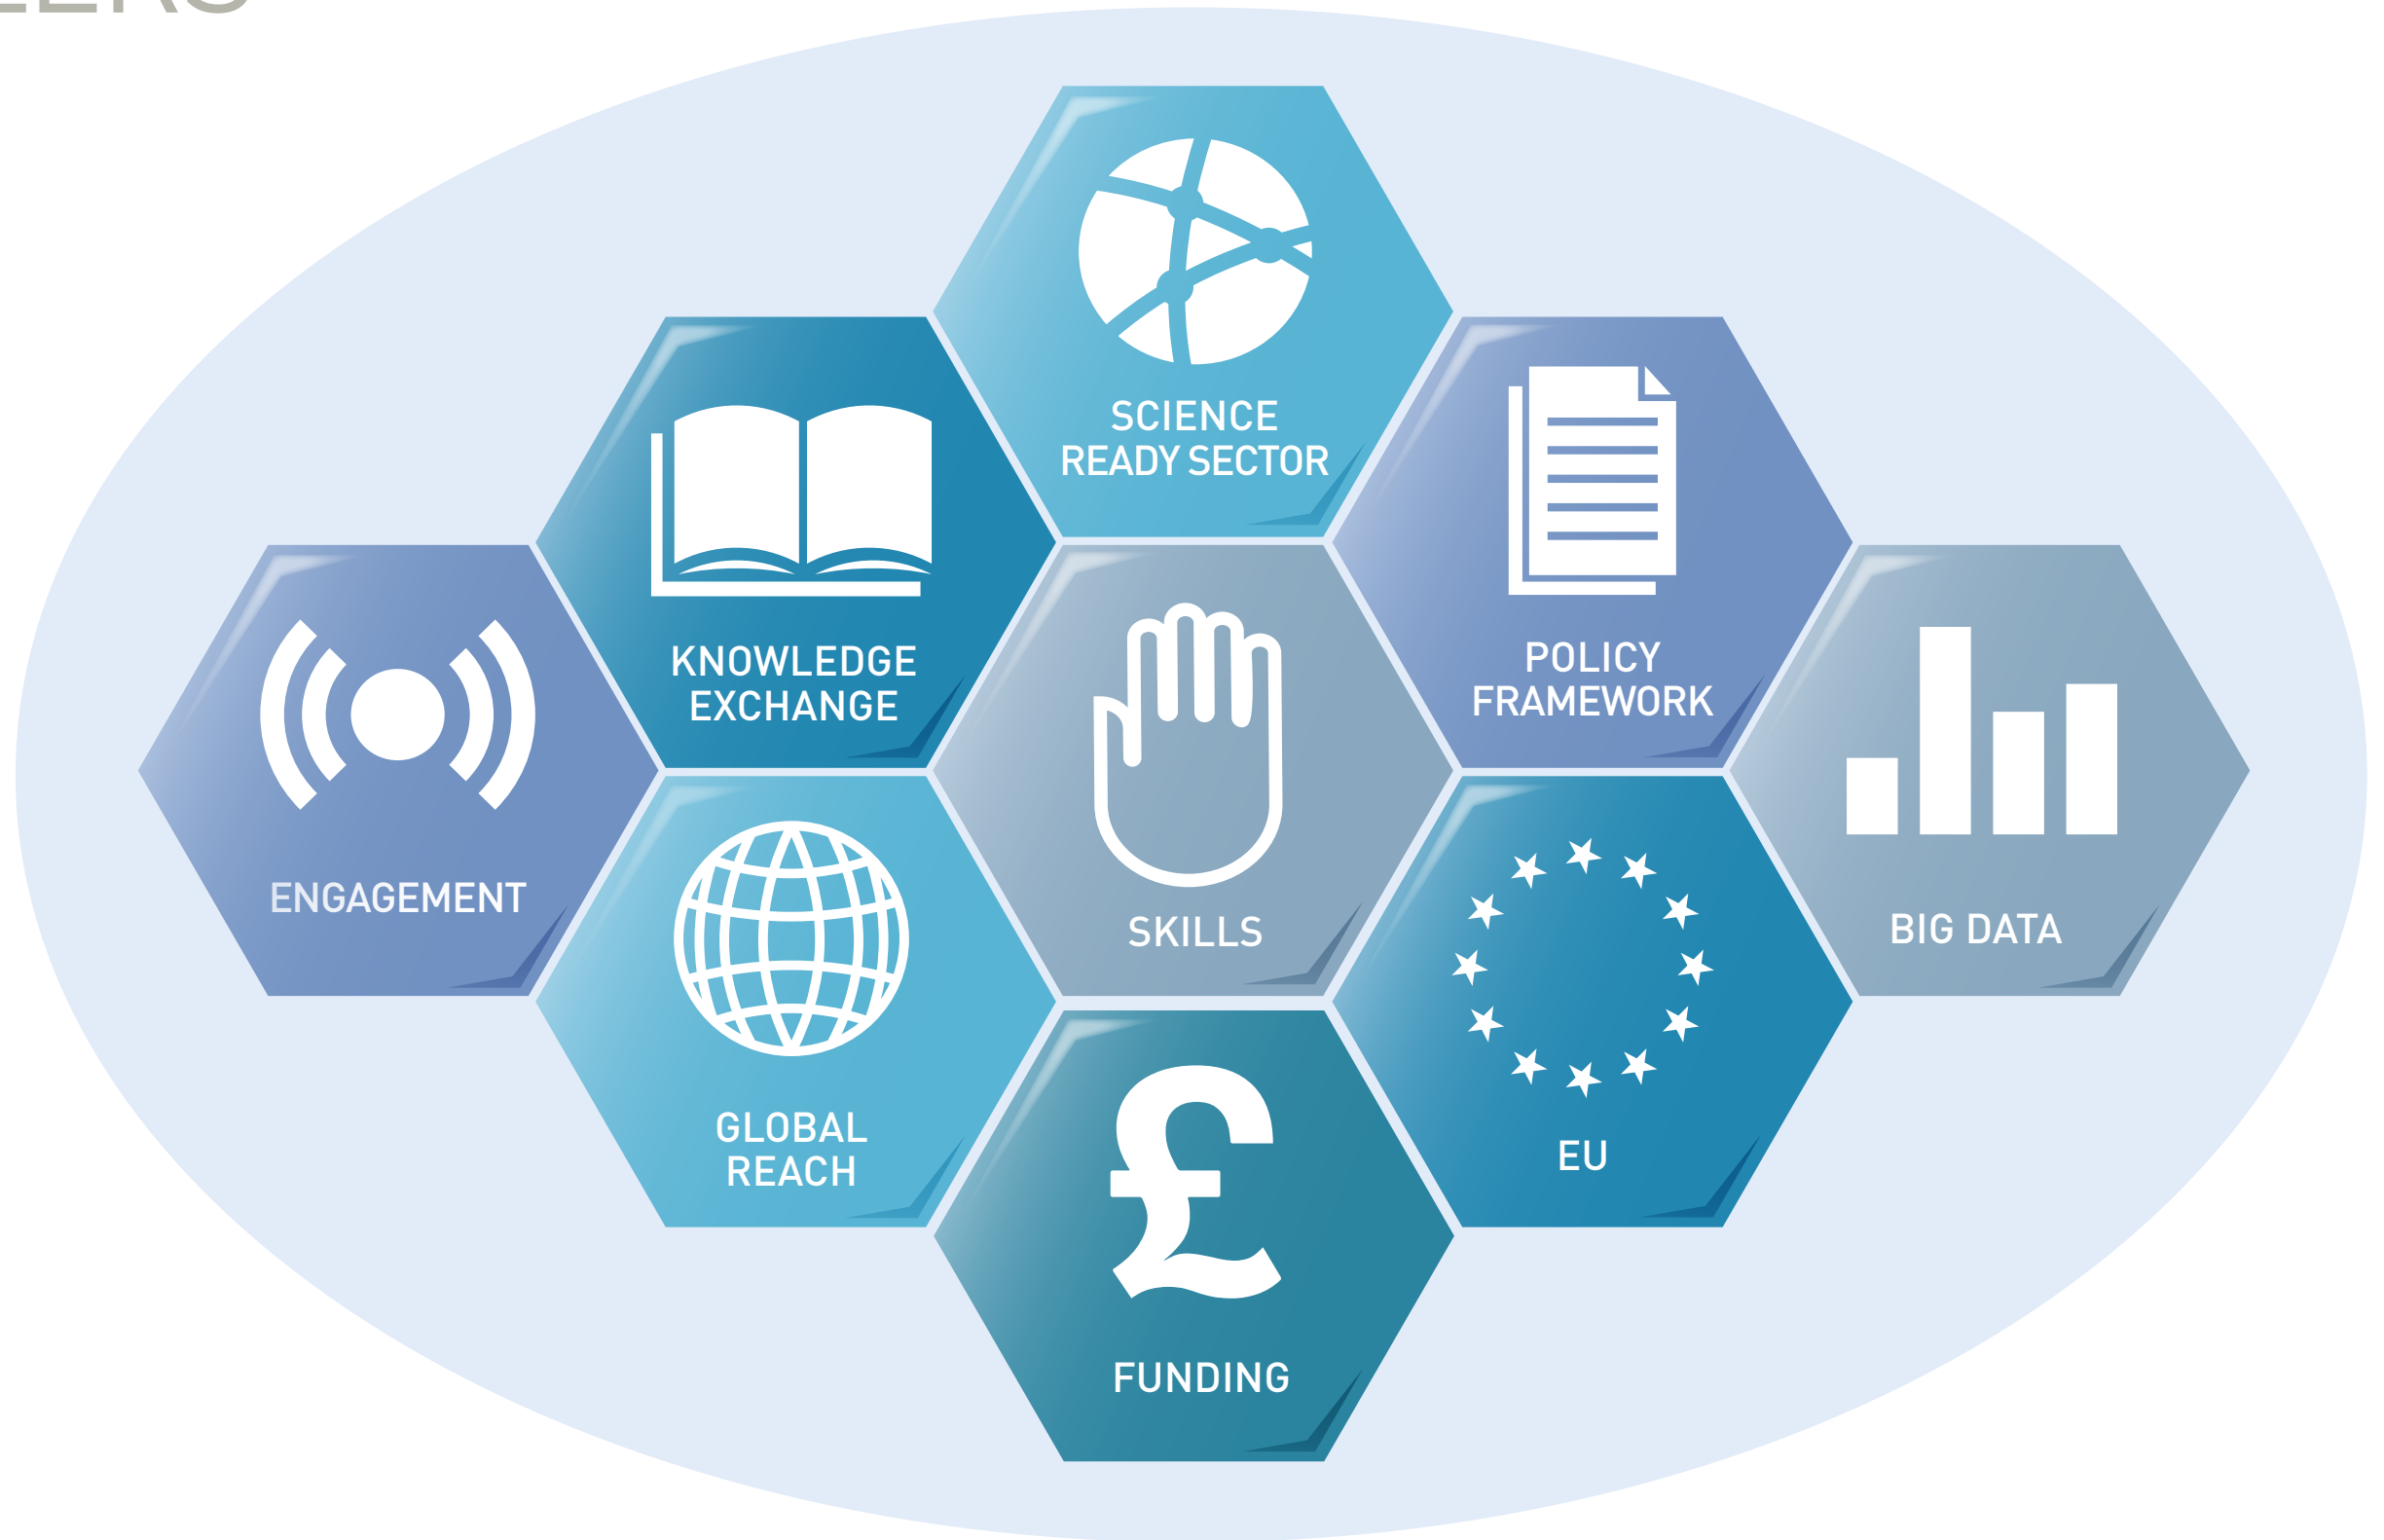 SCIENCE
READY SECTOR
KNOWLEDGE
EXCHANGE
POLICY
FRAMEWORK
ENGAGEMENT
SKILLS
BIG DATA
GLOBAL
REACH
EU
FUNDING